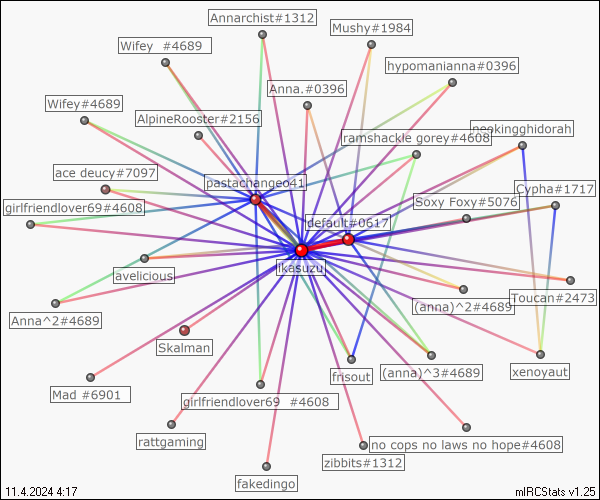 Annarchist#1312
Mushy#1984
Wifey  #4689
hypomanianna#0396
Anna.#0396
Wifey#4689
AlpineRooster#2156
neokingghidorah
ramshackle gorey#4608
ace deucy#7097
pastachangeo41
Cypha#1717
Soxy Foxy#5076
girlfriendlover69#4608
default#0617
ikasuzu
avelicious
Toucan#2473
(anna)^2#4689
Anna^2#4689
Skalman
frisout
(anna)^3#4689
xenoyaut
Mad #6901
girlfriendlover69  #4608
rattgaming
no cops no laws no hope#4608
zibbits#1312
fakedingo
11.4.2024 4:17
mIRCStats v1.25